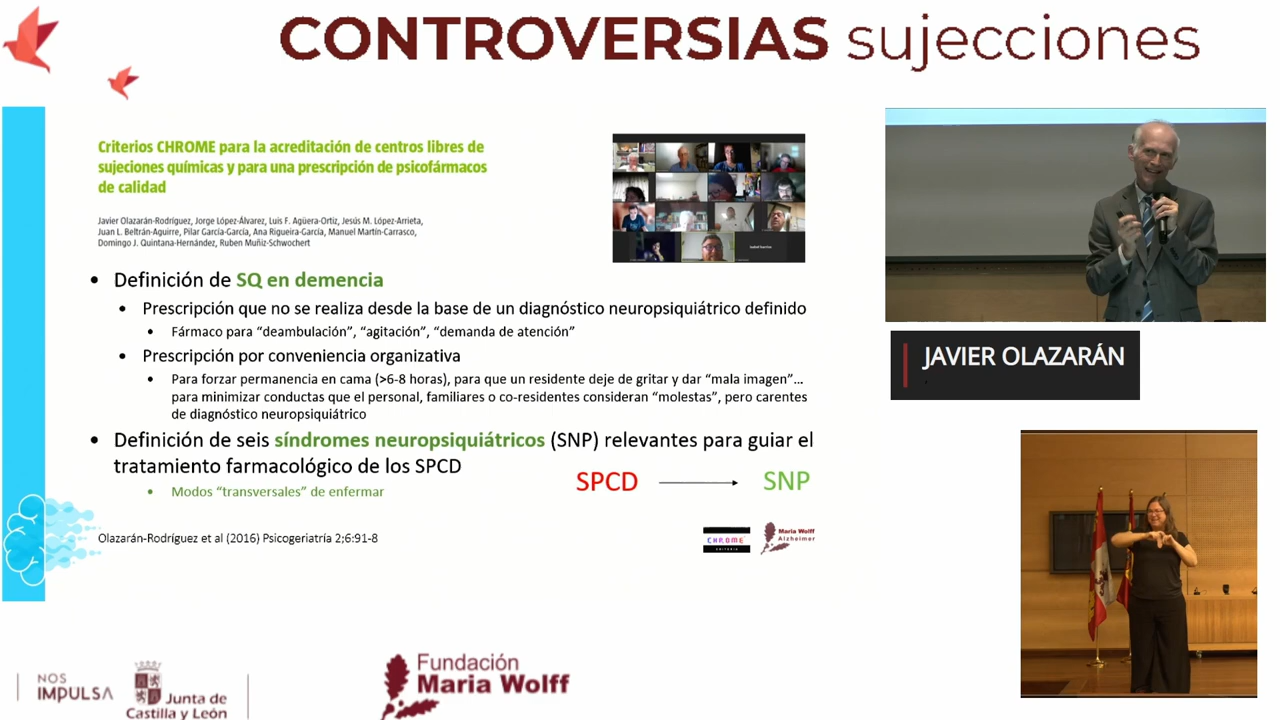 CONTROVERSIAS sujecciones
Criterios CHROME para la acreditación de centros libres de
sujeciones químicas y para una prescripción de psicofármacos
de calidad
Javier Olazarán-Rodríguez, Jorge López-Álvarez, Luis F. Agüera-Ortiz, Jesús M. López-Arrieta,
Juan L. Beltrán-Aguirre, Pilar García-García, Ana Rigueira-García, Manuel Martín-Carrasco,
Domingo J. Quintana-Hernández, Ruben Muñiz-Schwochert
• Definición de SQ en demencia
• Prescripción que no se realiza desde la base de un diagnóstico neuropsiquiátrico definido
• Fármaco para “deambulación”, “agitación”, “demanda de atención”
• Prescripción por conveniencia organizativa
• Para forzar permanencia en cama (>6-8 horas), para que un residente deje de gritar y dar “mala imagen”...
para minimizar conductas que el personal, familiares o co-residentes consideran “molestas”, pero carentes
de diagnóstico neuropsiquiátrico
• Definición de seis síndromes neuropsiquiátricos (SNP) relevantes para guiar el
tratamiento farmacológico de los SPCD
SPCD SNP
• Modos “transversales” de enfermar
Olazarán-Rodríguez et al (2016) Psicogeriatría 2;6:91-8
CHROME
CRITERIA
Maria Wolff
Alzheimer
JAVIER OLAZARÁN
NOS
IMPULSA
Junta de
Castilla y León
Fundación
Maria Wolff